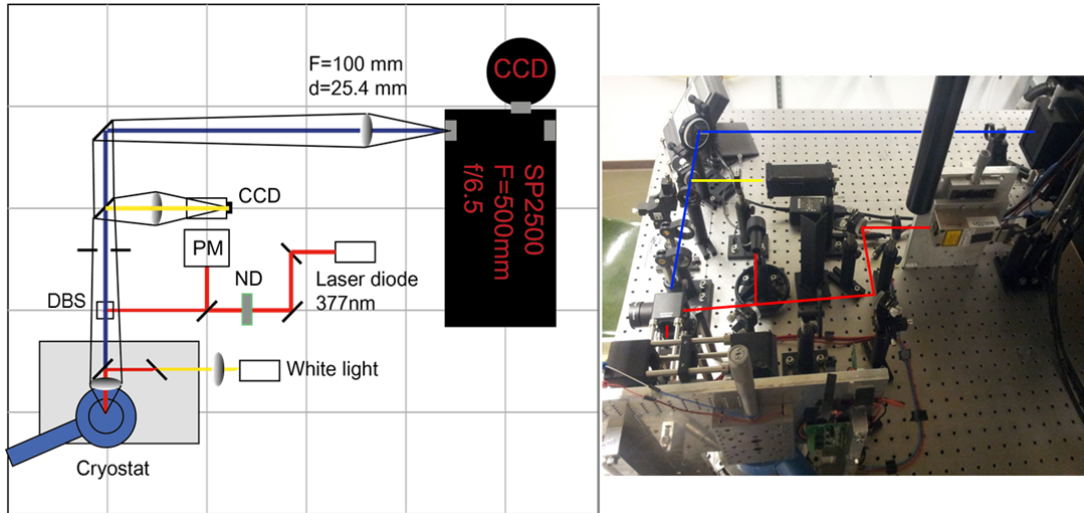 F=100 mm
d=25.4 mm
CCD
SP2500
F=500mm
f/6.5
CCD
PM
ND
Laser diode
377nm
DBS
White light
Cryostat